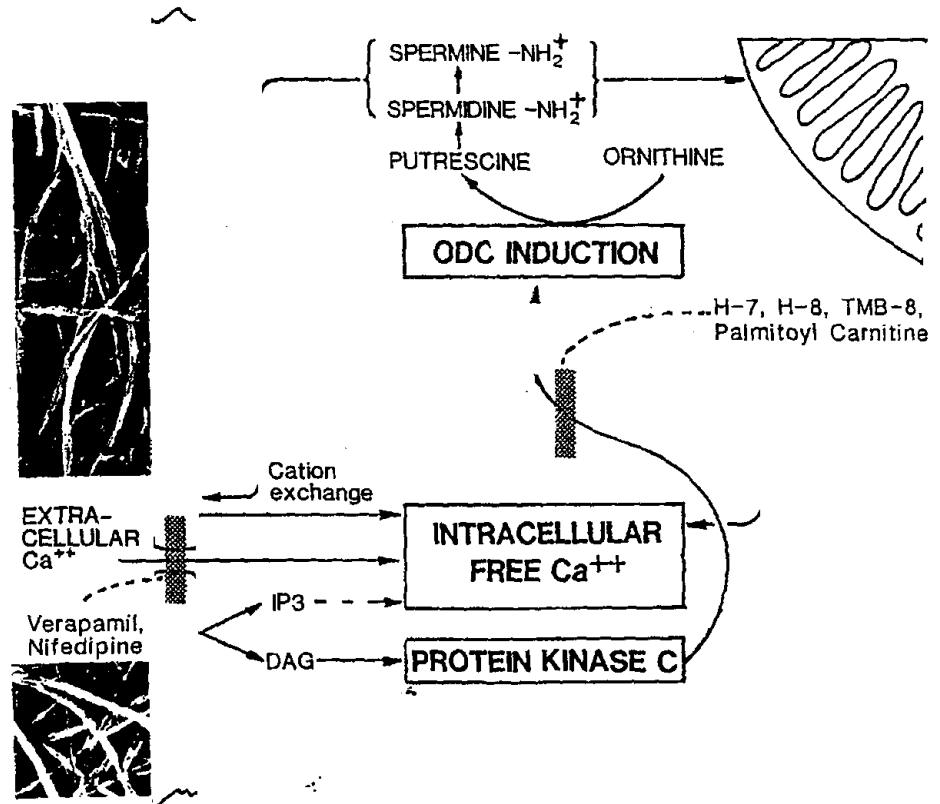 SPERMINE –NH₂⁺
SPERMIDINE –NH₂⁺
PUTRESCINE
ORNITHINE
ODC INDUCTION
H-7, H-8, TMB-8,
Palmitoyl Carnitine
Cation
exchange
EXTRA-
CELLULAR
Ca⁺⁺
INTRACELLULAR
FREE Ca⁺⁺
IP3
Verapamil,
Nifedipine
DAG
PROTEIN KINASE C